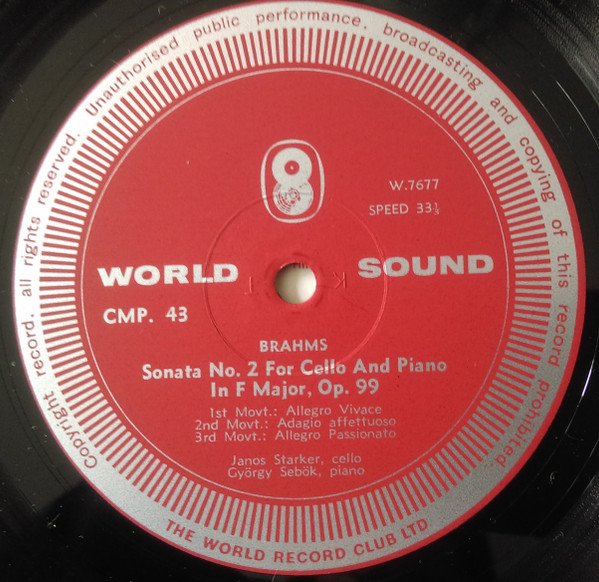 Copyright record. all rights reserved. Unauthorised public performance. broadcasting and copying of this record prohibited.
W.7677
SPEED 33⅓
WORLD SOUND
CMP. 43
BRAHMS
Sonata No. 2 For Cello And Piano
In F Major, Op. 99
1st Movt.: Allegro Vivace
2nd Movt.: Adagio affettuoso
3rd Movt.: Allegro Passionato
Janos Starker, cello
György Sebök, piano
THE WORLD RECORD CLUB LTD